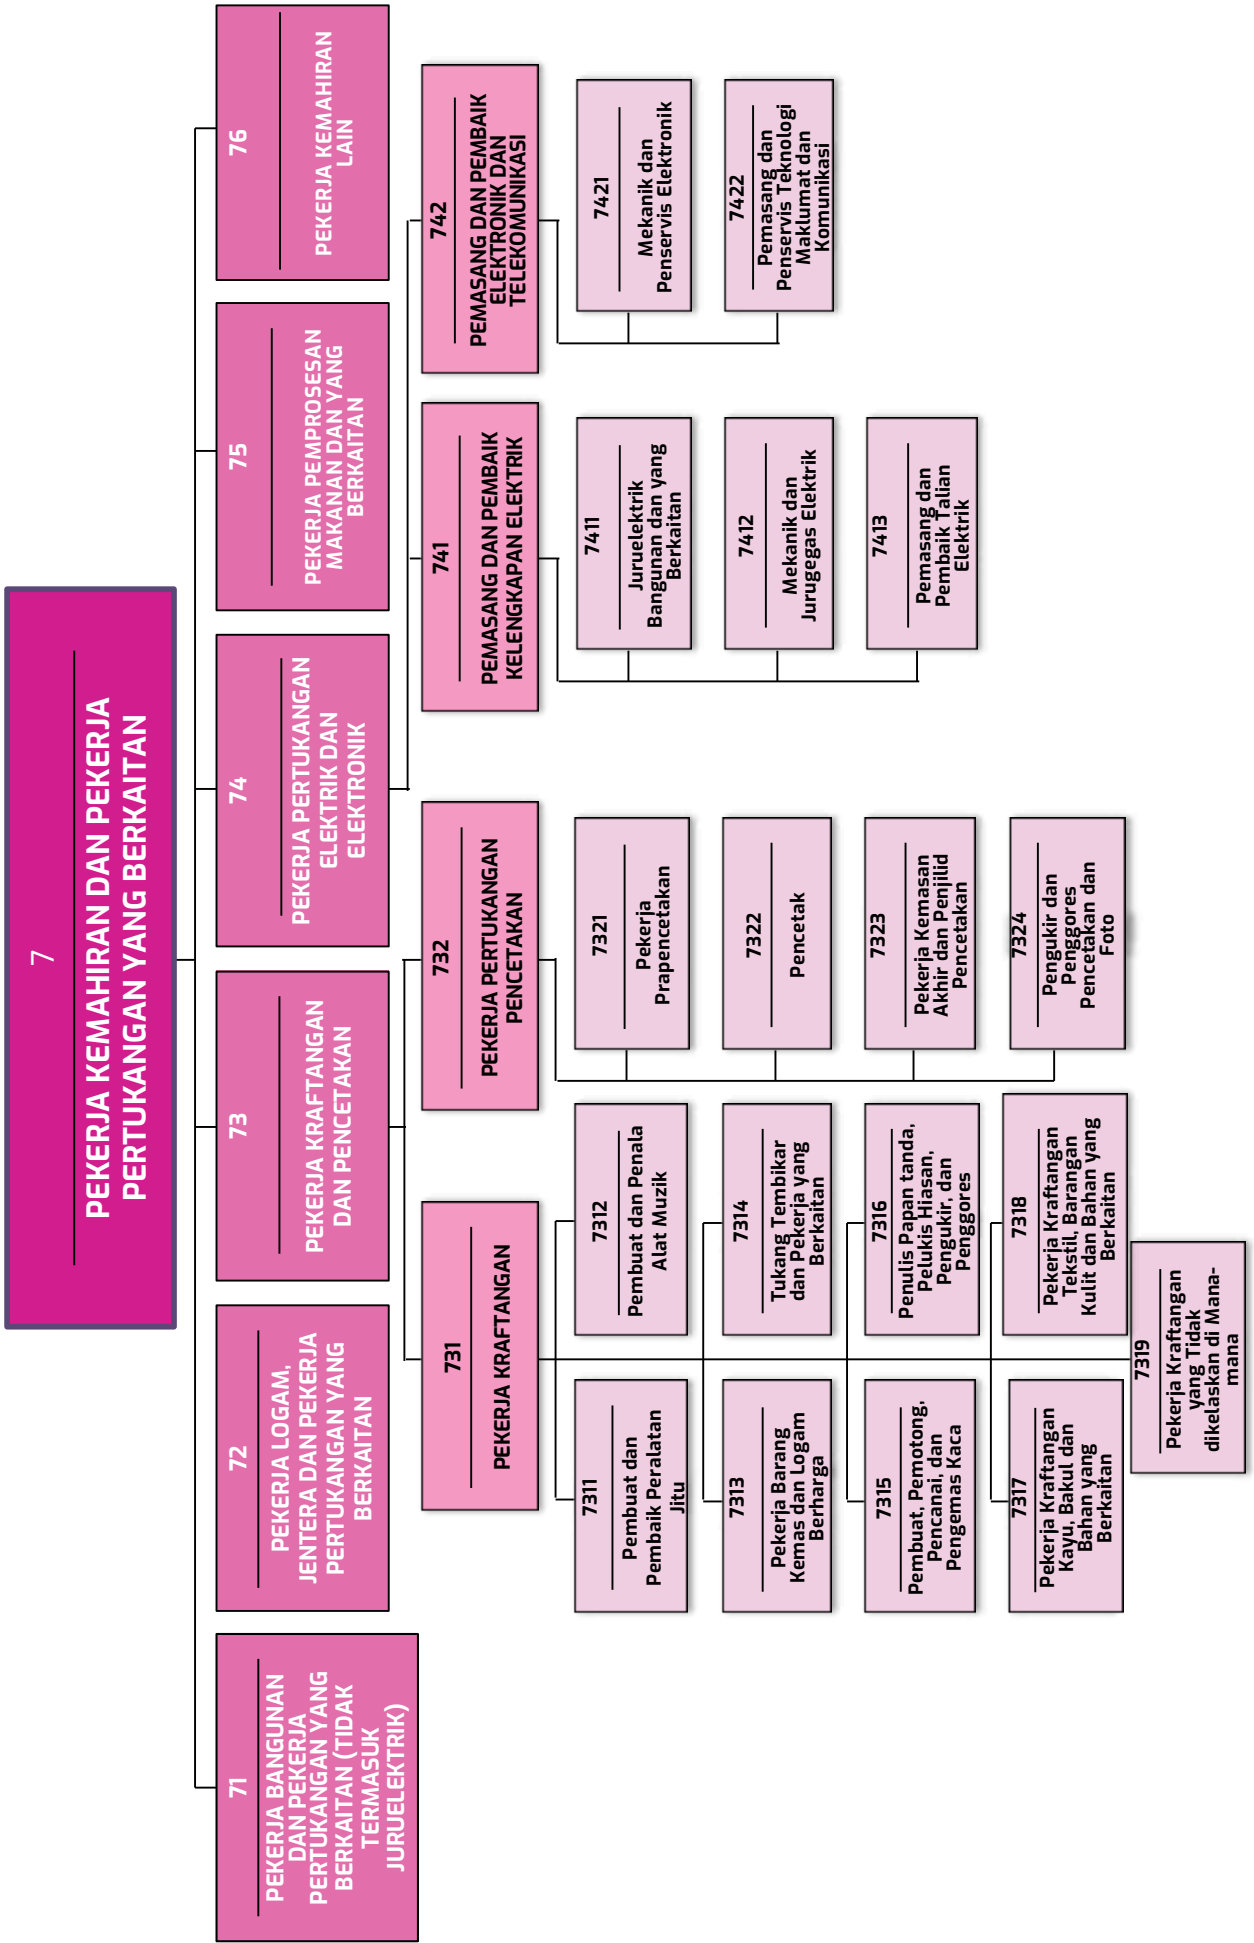 7
PEKERJA KEMAHIRAN DAN PEKERJA
PERTUKANGAN YANG BERKAITAN
71
PEKERJA BANGUNAN
DAN PEKERJA
PERTUKANGAN YANG
BERKAITAN (TIDAK
TERMASUK
JURUELEKTRIK)
72
PEKERJA LOGAM,
JENTERA DAN PEKERJA
PERTUKANGAN YANG
BERKAITAN
73
PEKERJA KRAFTANGAN
DAN PENCETAKAN
74
PEKERJA PERTUKANGAN
ELEKTRIK DAN
ELEKTRONIK
75
PEKERJA PEMPROSESAN
MAKANAN DAN YANG
BERKAITAN
76
PEKERJA KEMAHIRAN
LAIN
731
PEKERJA KRAFTANGAN
732
PEKERJA PERTUKANGAN
PENCETAKAN
741
PEMASANG DAN PEMBAIK
KELENGKAPAN ELEKTRIK
742
PEMASANG DAN PEMBAIK
ELEKTRONIK DAN
TELEKOMUNIKASI
7311
Pembuat dan
Pembaik Peralatan
Jitu
7312
Pembuat dan Penala
Alat Muzik
7321
Pekerja
Prapencetakan
7411
Juruelektrik
Bangunan dan yang
Berkaitan
7421
Mekanik dan
Penservis Elektronik
7313
Pekerja Barang
Kemas dan Logam
Berharga
7314
Tukang Tembikar
dan Pekerja yang
Berkaitan
7322
Pencetak
7412
Mekanik dan
Jurugegas Elektrik
7422
Pemasang dan
Penservis Teknologi
Maklumat dan
Komunikasi
7315
Pembuat, Pemotong,
Pencanai, dan
Pengemas Kaca
7316
Penulis Papan tanda,
Pelukis Hiasan,
Pengukir, dan
Penggores
7323
Pekerja Kemasan
Akhir dan Penjilid
Pencetakan
7413
Pemasang dan
Pembaik Talian
Elektrik
7317
Pekerja Kraftangan
Kayu, Bakul dan
Bahan yang
Berkaitan
7318
Pekerja Kraftangan
Tekstil, Barangan
Kulit dan Bahan yang
Berkaitan
7324
Pengukir dan
Penggores
Pencetakan dan
Foto
7319
Pekerja Kraftangan
yang Tidak
dikelaskan di Mana-
mana